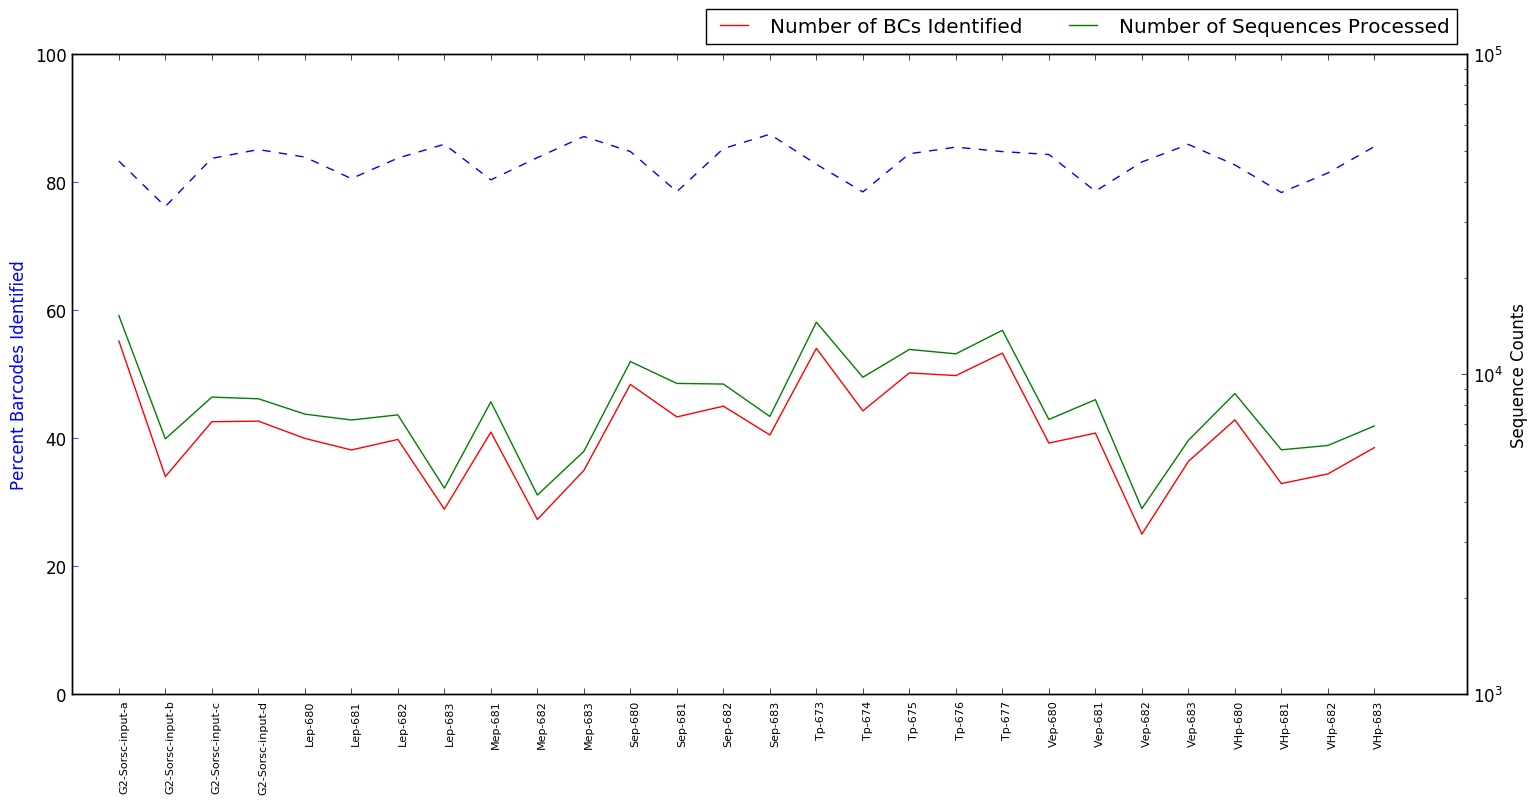 Number of BCs Identified
Number of Sequences Processed
Percent Barcodes Identified
100
80
60
40
20
0
10^5
10^4
10^3
Sequence Counts
G2-Sorsc-input-a
G2-Sorsc-input-b
G2-Sorsc-input-c
G2-Sorsc-input-d
Lep-680
Lep-681
Lep-682
Lep-683
Mep-681
Mep-682
Mep-683
Sep-680
Sep-681
Sep-682
Sep-683
Tp-673
Tp-674
Tp-675
Tp-676
Tp-677
Vep-680
Vep-681
Vep-682
Vep-683
VHp-680
VHp-681
VHp-682
VHp-683